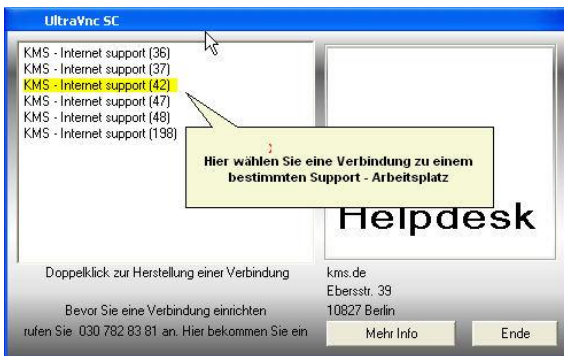 UltraVnc SC
KMS - Internet support (36)
KMS - Internet support (37)
KMS - Internet support (42)
KMS - Internet support (47)
KMS - Internet support (48)
KMS - Internet support (198)
Hier wählen Sie eine Verbindung zu einem
bestimmten Support - Arbeitsplatz
Helpdesk
Doppelklick zur Herstellung einer Verbindung
Bevor Sie eine Verbindung einrichten
rufen Sie 030 782 83 81 an. Hier bekommen Sie ein
kms.de
Ebersstr. 39
10827 Berlin
Mehr Info
Ende